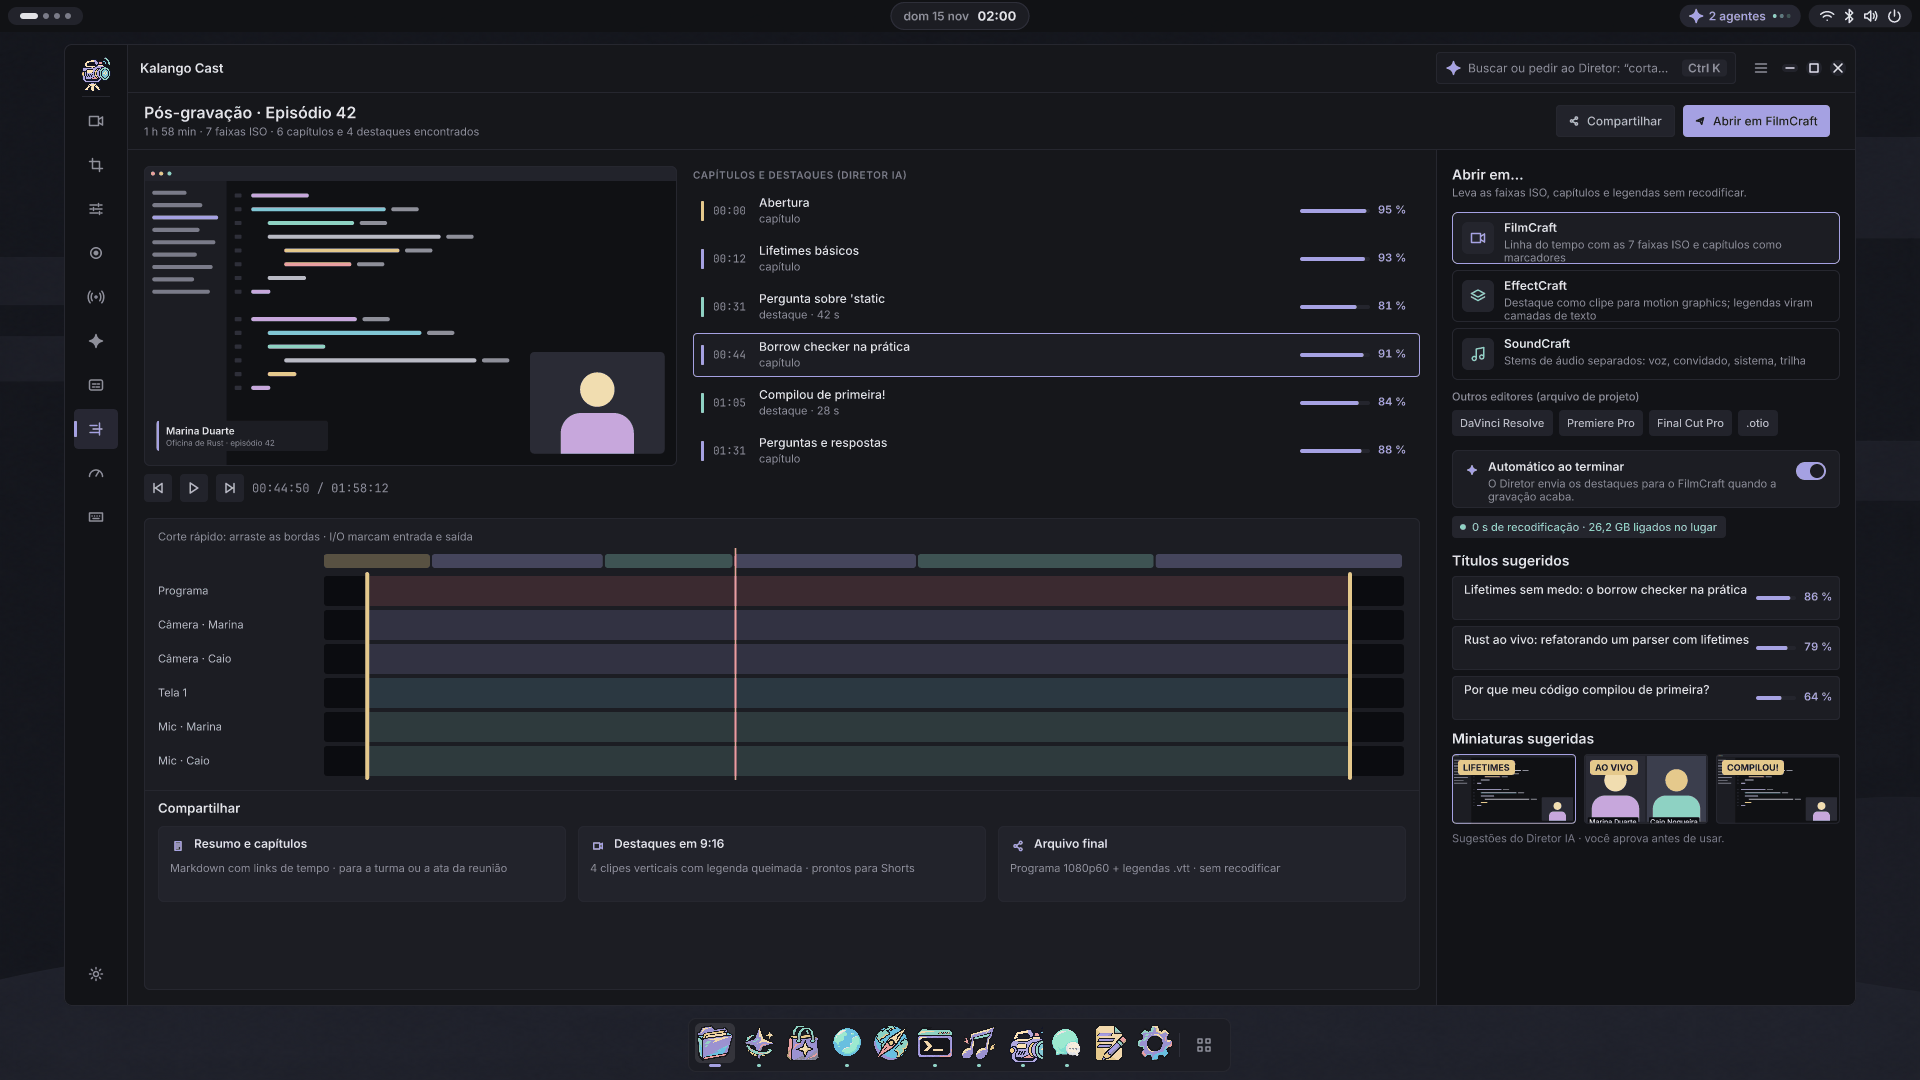 dom 15 nov 02:00
2 agentes
Kalango Cast
Buscar ou pedir ao Diretor: “corta...
Ctrl K
Pós-gravação · Episódio 42
1 h 58 min · 7 faixas ISO · 6 capítulos e 4 destaques encontrados
Compartilhar
Abrir em FilmCraft
Marina Duarte
Oficina de Rust · episódio 42
00:44:50 / 01:58:12
CAPÍTULOS E DESTAQUES (DIRETOR IA)
00:00 Abertura 95 %
capítulo
00:12 Lifetimes básicos 93 %
capítulo
00:31 Pergunta sobre 'static 81 %
destaque · 42 s
00:44 Borrow checker na prática 91 %
capítulo
01:05 Compilou de primeira! 84 %
destaque · 28 s
01:31 Perguntas e respostas 88 %
capítulo
Corte rápido: arraste as bordas · I/O marcam entrada e saída
Programa
Câmera · Marina
Câmera · Caio
Tela 1
Mic · Marina
Mic · Caio
Compartilhar
Resumo e capítulos
Markdown com links de tempo · para a turma ou a ata da reunião
Destaques em 9:16
4 clipes verticais com legenda queimada · prontos para Shorts
Arquivo final
Programa 1080p60 + legendas .vtt · sem recodificar
Abrir em...
Leva as faixas ISO, capítulos e legendas sem recodificar.
FilmCraft
Linha do tempo com as 7 faixas ISO e capítulos como
marcadores
EffectCraft
Destaque como clipe para motion graphics; legendas viram
camadas de texto
SoundCraft
Stems de áudio separados: voz, convidado, sistema, trilha
Outros editores (arquivo de projeto)
DaVinci Resolve
Premiere Pro
Final Cut Pro
.otio
Automático ao terminar
O Diretor envia os destaques para o FilmCraft quando a
gravação acaba.
0 s de recodificação · 26,2 GB ligados no lugar
Títulos sugeridos
Lifetimes sem medo: o borrow checker na prática 86 %
Rust ao vivo: refatorando um parser com lifetimes 79 %
Por que meu código compilou de primeira? 64 %
Miniaturas sugeridas
LIFETIMES
AO VIVO
Marina Duarte
Caio Nogueira
COMPILOU!
Sugestões do Diretor IA · você aprova antes de usar.